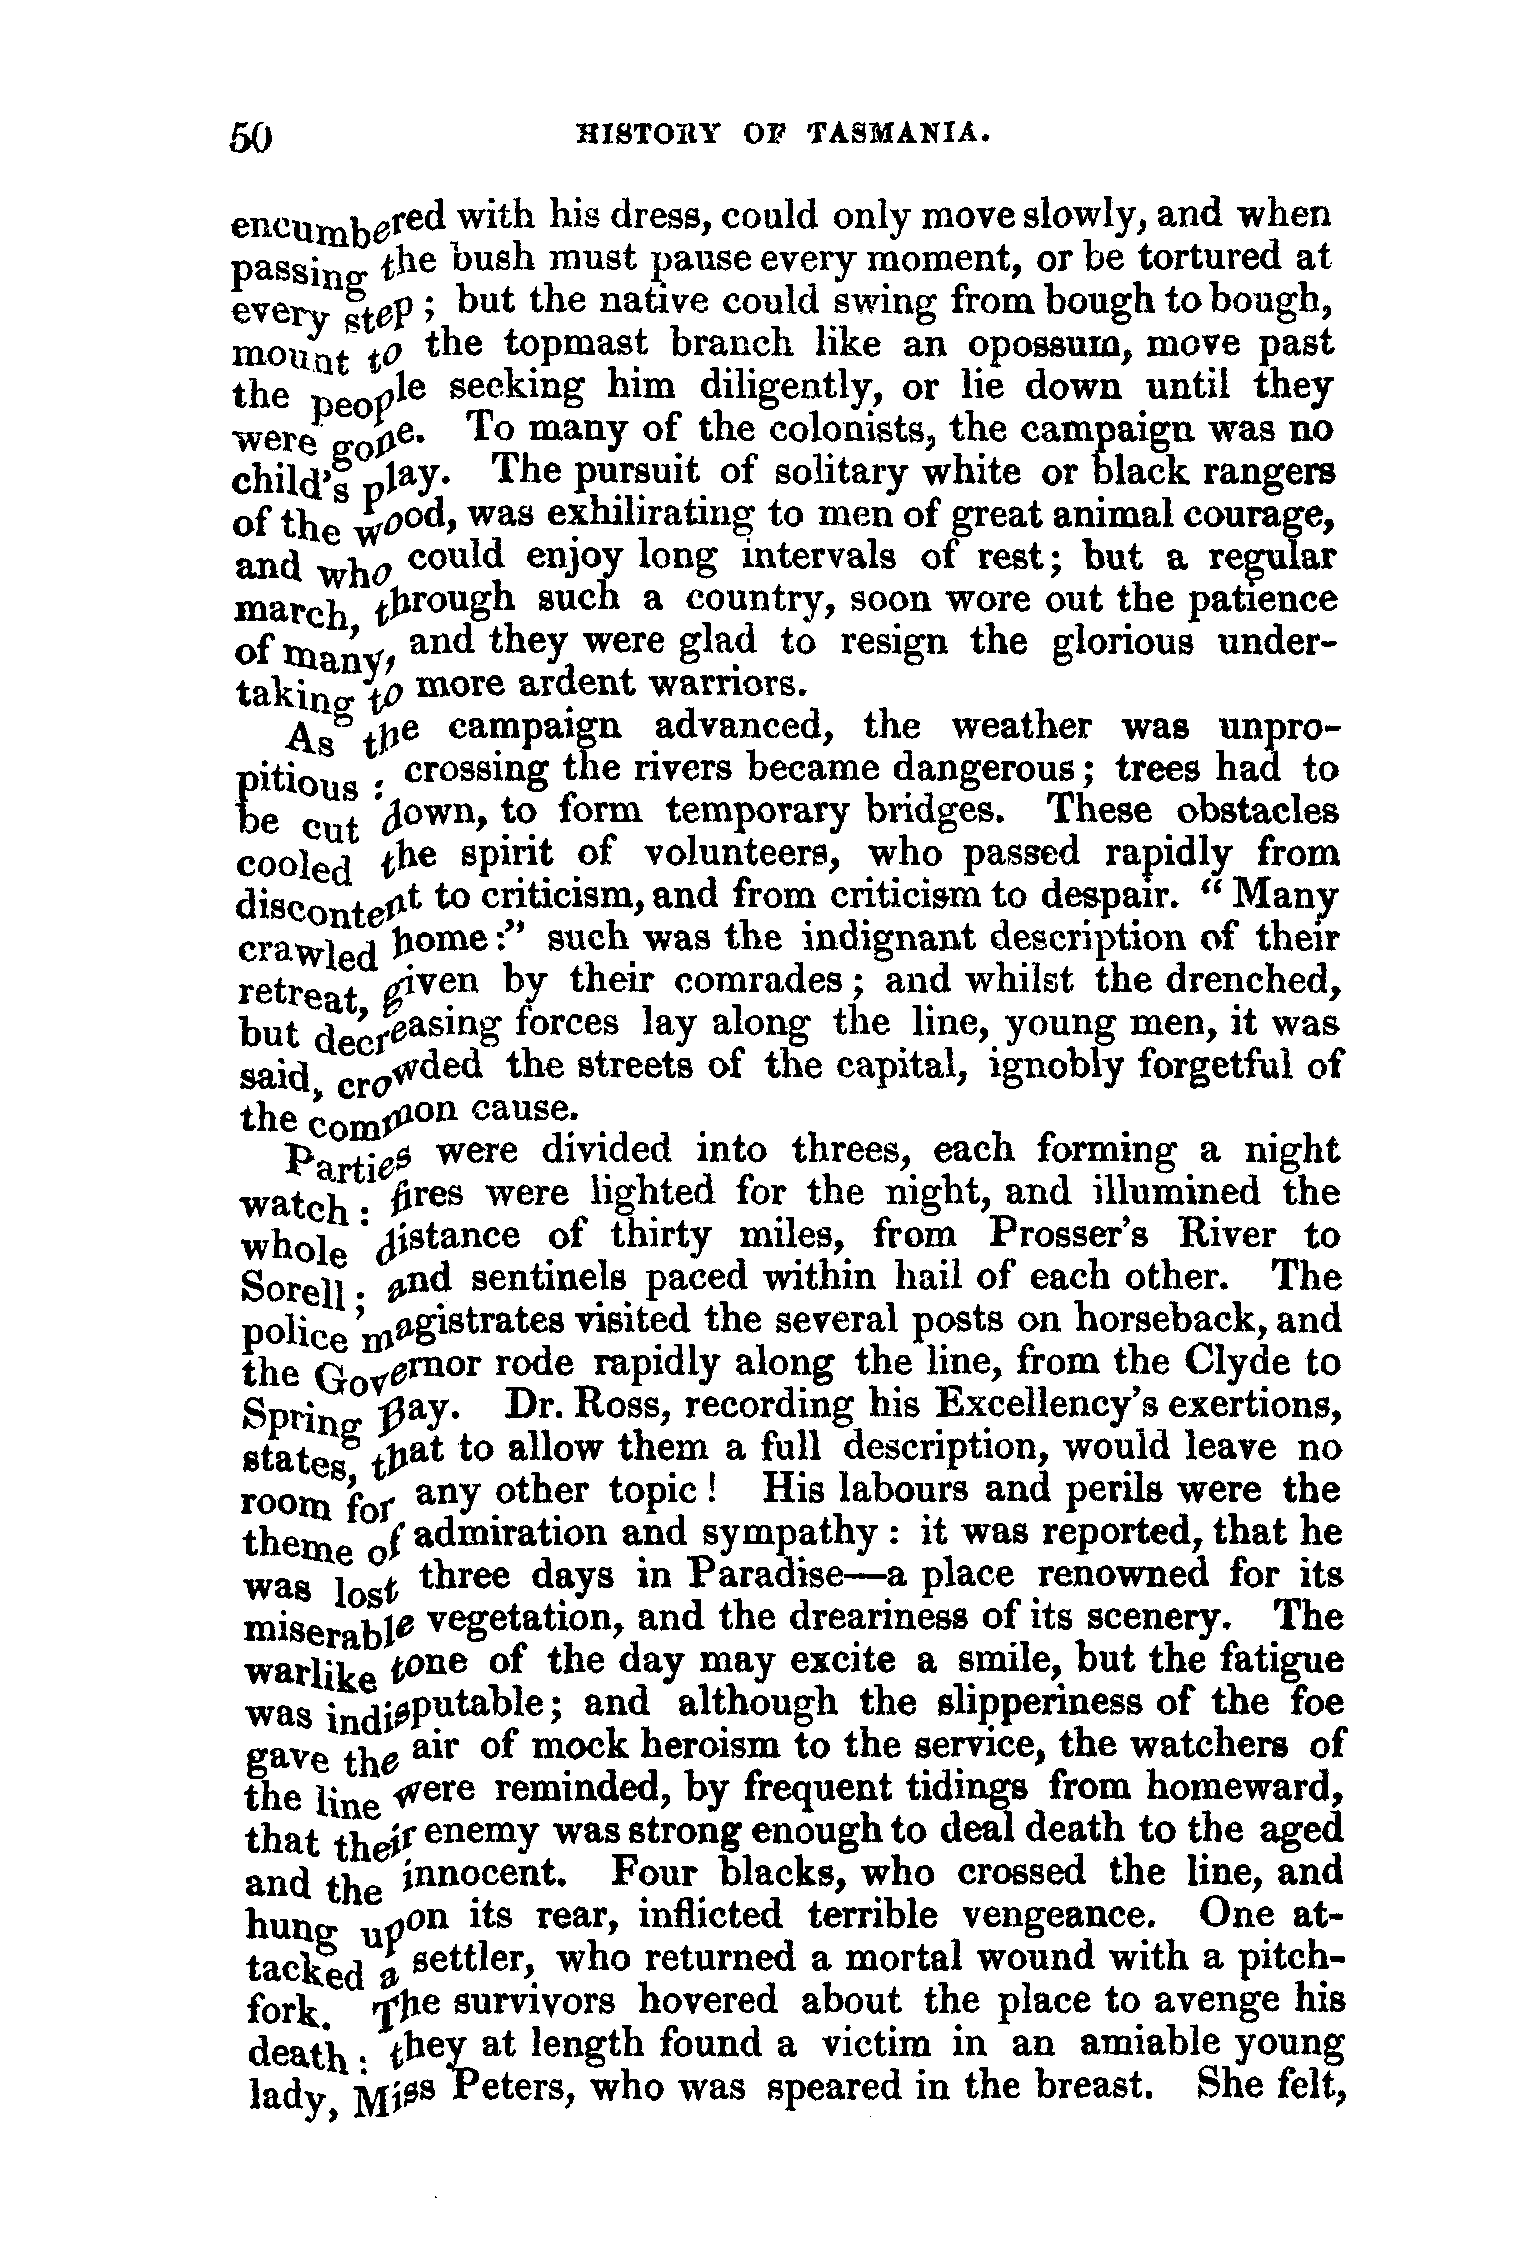 50 HISTORY OF TASMANIA.
encumbered with his dress, could only move slowly, and when
passing the bush must pause every moment, or be tortured at
every step; but the native could swing from bough to bough,
mount to the topmast branch like an opossum, move past
the people seeking him diligently, or lie down until they
were gone. To many of the colonists, the campaign was no
child's play. The pursuit of solitary white or black rangers
of the wood, was exhilirating to men of great animal courage,
and who could enjoy long intervals of rest; but a regular
march, through such a country, soon wore out the patience
of many, and they were glad to resign the glorious under-
taking to more ardent warriors.
As the campaign advanced, the weather was unpro-
pitious: crossing the rivers became dangerous; trees had to
be cut down, to form temporary bridges. These obstacles
cooled the spirit of volunteers, who passed rapidly from
discontent to criticism, and from criticism to despair. "Many
crawled home:" such was the indignant description of their
retreat, given by their comrades; and whilst the drenched,
but decreasing forces lay along the line, young men, it was
said, crowded the streets of the capital, ignobly forgetful of
the common cause.
Parties were divided into threes, each forming a night
watch: fires were lighted for the night, and illumined the
whole distance of thirty miles, from Prosser's River to
Sorell; and sentinels paced within hail of each other. The
police magistrates visited the several posts on horseback, and
the Governor rode rapidly along the line, from the Clyde to
Spring Bay. Dr. Ross, recording his Excellency's exertions,
states, that to allow them a full description, would leave no
room for any other topic! His labours and perils were the
theme of admiration and sympathy: it was reported, that he
was lost three days in Paradise—a place renowned for its
miserable vegetation, and the dreariness of its scenery. The
warlike tone of the day may excite a smile, but the fatigue
was indisputable; and although the slipperiness of the foe
gave the air of mock heroism to the service, the watchers of
the line were reminded, by frequent tidings from homeward,
that their enemy was strong enough to deal death to the aged
and the innocent. Four blacks, who crossed the line, and
hung upon its rear, inflicted terrible vengeance. One at-
tacked a settler, who returned a mortal wound with a pitch-
fork. The survivors hovered about the place to avenge his
death: they at length found a victim in an amiable young
lady, Miss Peters, who was speared in the breast. She felt,